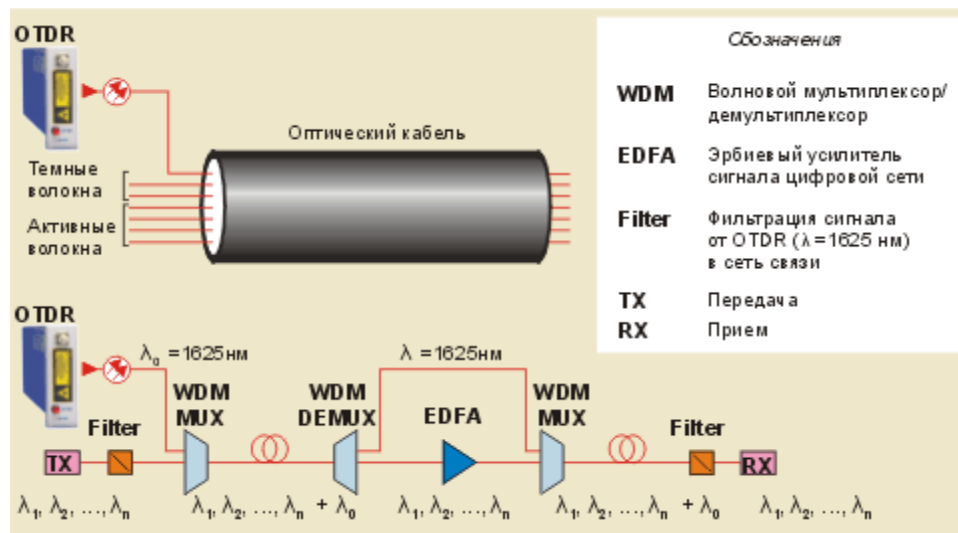 OTDR
Оптический кабель
Темные
волокна
Активные
волокна
Сбозначения
WDM Волновой мультиплексор/
демультиплексор
EDFA Эрбиевый усилитель
сигнала цифровой сети
Filter Фильтрация сигнала
от OTDR (λ=1625 нм)
в сеть связи
TX Передача
RX Прием
OTDR
λ₀ =1625нм
λ =1625нм
WDM
MUX
WDM
DEMUX
EDFA
WDM
MUX
Filter
Filter
TX
RX
λ₁, λ₂, ..., λₙ
λ₁, λ₂, ..., λₙ + λ₀
λ₁, λ₂, ..., λₙ
λ₁, λ₂, ..., λₙ + λ₀
λ₁, λ₂, ..., λₙ